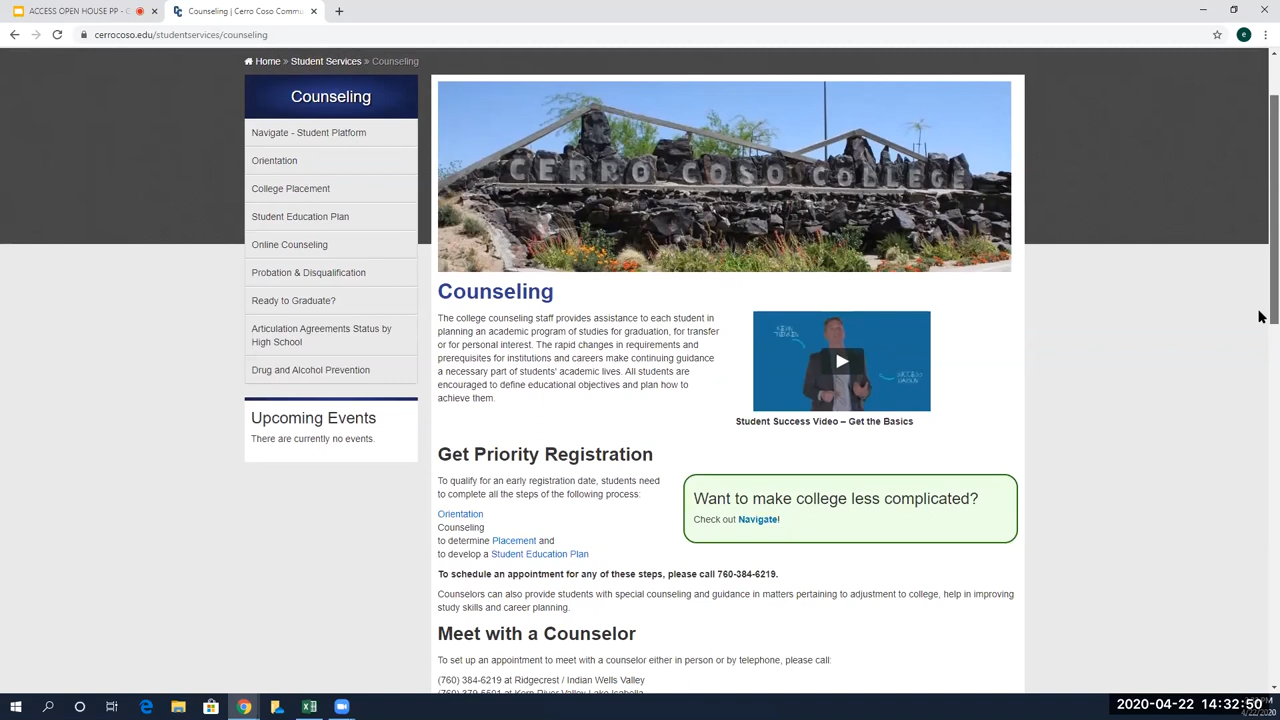 ACCESS OPEN HOUSE PP - G
Counseling | Cerro Coso Commu
cerrocoso.edu/studentservices/counseling
e
Home » Student Services » Counseling
Counseling
Navigate - Student Platform
Orientation
College Placement
Student Education Plan
Online Counseling
Probation & Disqualification
Ready to Graduate?
Articulation Agreements Status by
High School
Drug and Alcohol Prevention
Upcoming Events
There are currently no events.
CERRO COSO COLLEGE
Counseling
The college counseling staff provides assistance to each student in
planning an academic program of studies for graduation, for transfer
or for personal interest. The rapid changes in requirements and
prerequisites for institutions and careers make continuing guidance
a necessary part of students' academic lives. All students are
encouraged to define educational objectives and plan how to
achieve them.
Student Success Video – Get the Basics
Get Priority Registration
To qualify for an early registration date, students need
to complete all the steps of the following process:
Orientation
Counseling
to determine Placement and
to develop a Student Education Plan
Want to make college less complicated?
Check out Navigate!
To schedule an appointment for any of these steps, please call 760-384-6219.
Counselors can also provide students with special counseling and guidance in matters pertaining to adjustment to college, help in improving
study skills and career planning.
Meet with a Counselor
To set up an appointment to meet with a counselor either in person or by telephone, please call:
(760) 384-6219 at Ridgecrest / Indian Wells Valley
2020-04-22 14:32:50